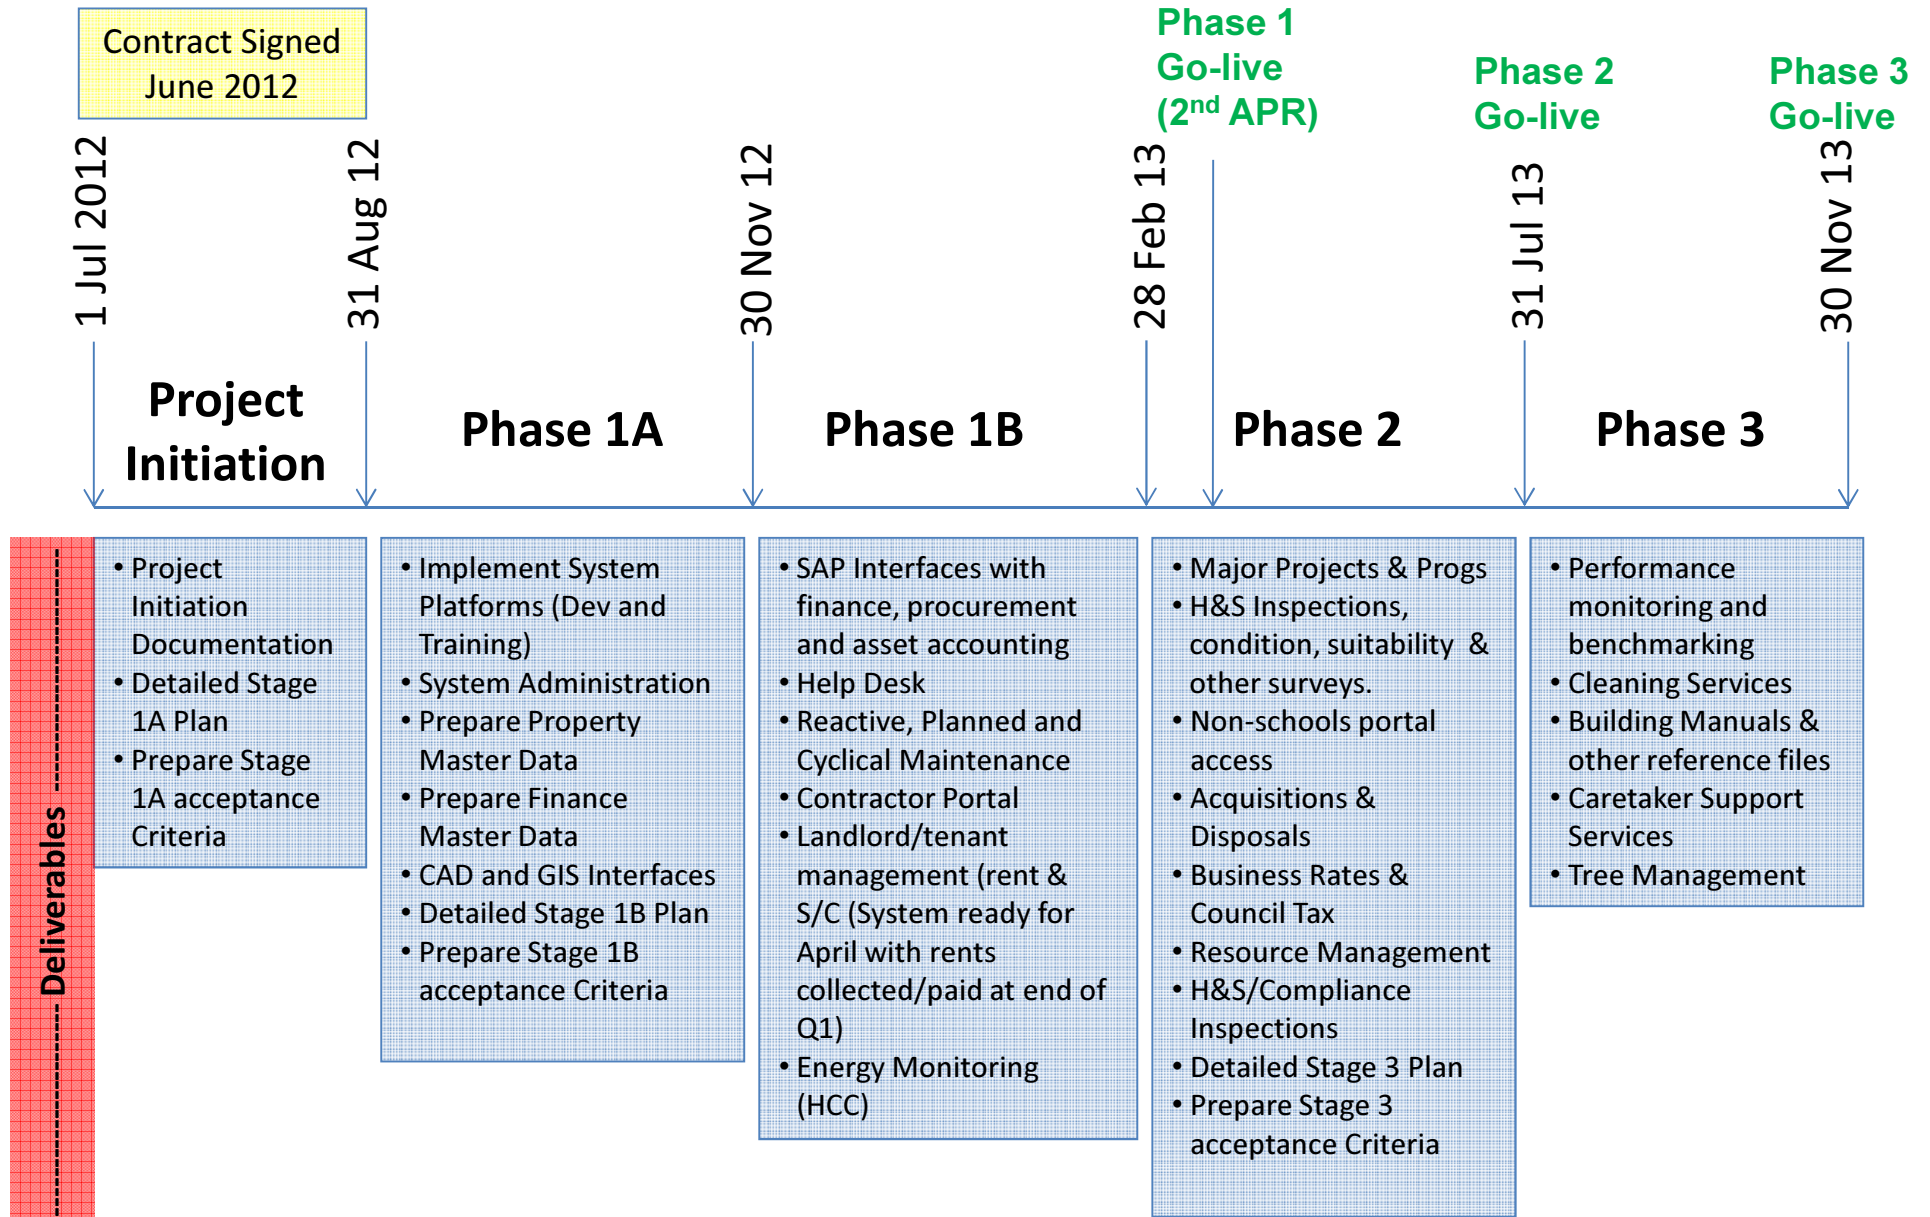 Contract Signed
June 2012
Phase 1
Go-live
(2nd APR)
Phase 2
Go-live
Phase 3
Go-live
1 Jul 2012
31 Aug 12
30 Nov 12
28 Feb 13
31 Jul 13
30 Nov 13
Project
Initiation
Phase 1A
Phase 1B
Phase 2
Phase 3
Deliverables
• Project
Initiation
Documentation
• Detailed Stage
1A Plan
• Prepare Stage
1A acceptance
Criteria
• Implement System
Platforms (Dev and
Training)
• System Administration
• Prepare Property
Master Data
• Prepare Finance
Master Data
• CAD and GIS Interfaces
• Detailed Stage 1B Plan
• Prepare Stage 1B
acceptance Criteria
• SAP Interfaces with
finance, procurement
and asset accounting
• Help Desk
• Reactive, Planned and
Cyclical Maintenance
• Contractor Portal
• Landlord/tenant
management (rent &
S/C (System ready for
April with rents
collected/paid at end of
Q1)
• Energy Monitoring
(HCC)
• Major Projects & Progs
• H&S Inspections,
condition, suitability &
other surveys.
• Non-schools portal
access
• Acquisitions &
Disposals
• Business Rates &
Council Tax
• Resource Management
• H&S/Compliance
Inspections
• Detailed Stage 3 Plan
• Prepare Stage 3
acceptance Criteria
• Performance
monitoring and
benchmarking
• Cleaning Services
• Building Manuals &
other reference files
• Caretaker Support
Services
• Tree Management